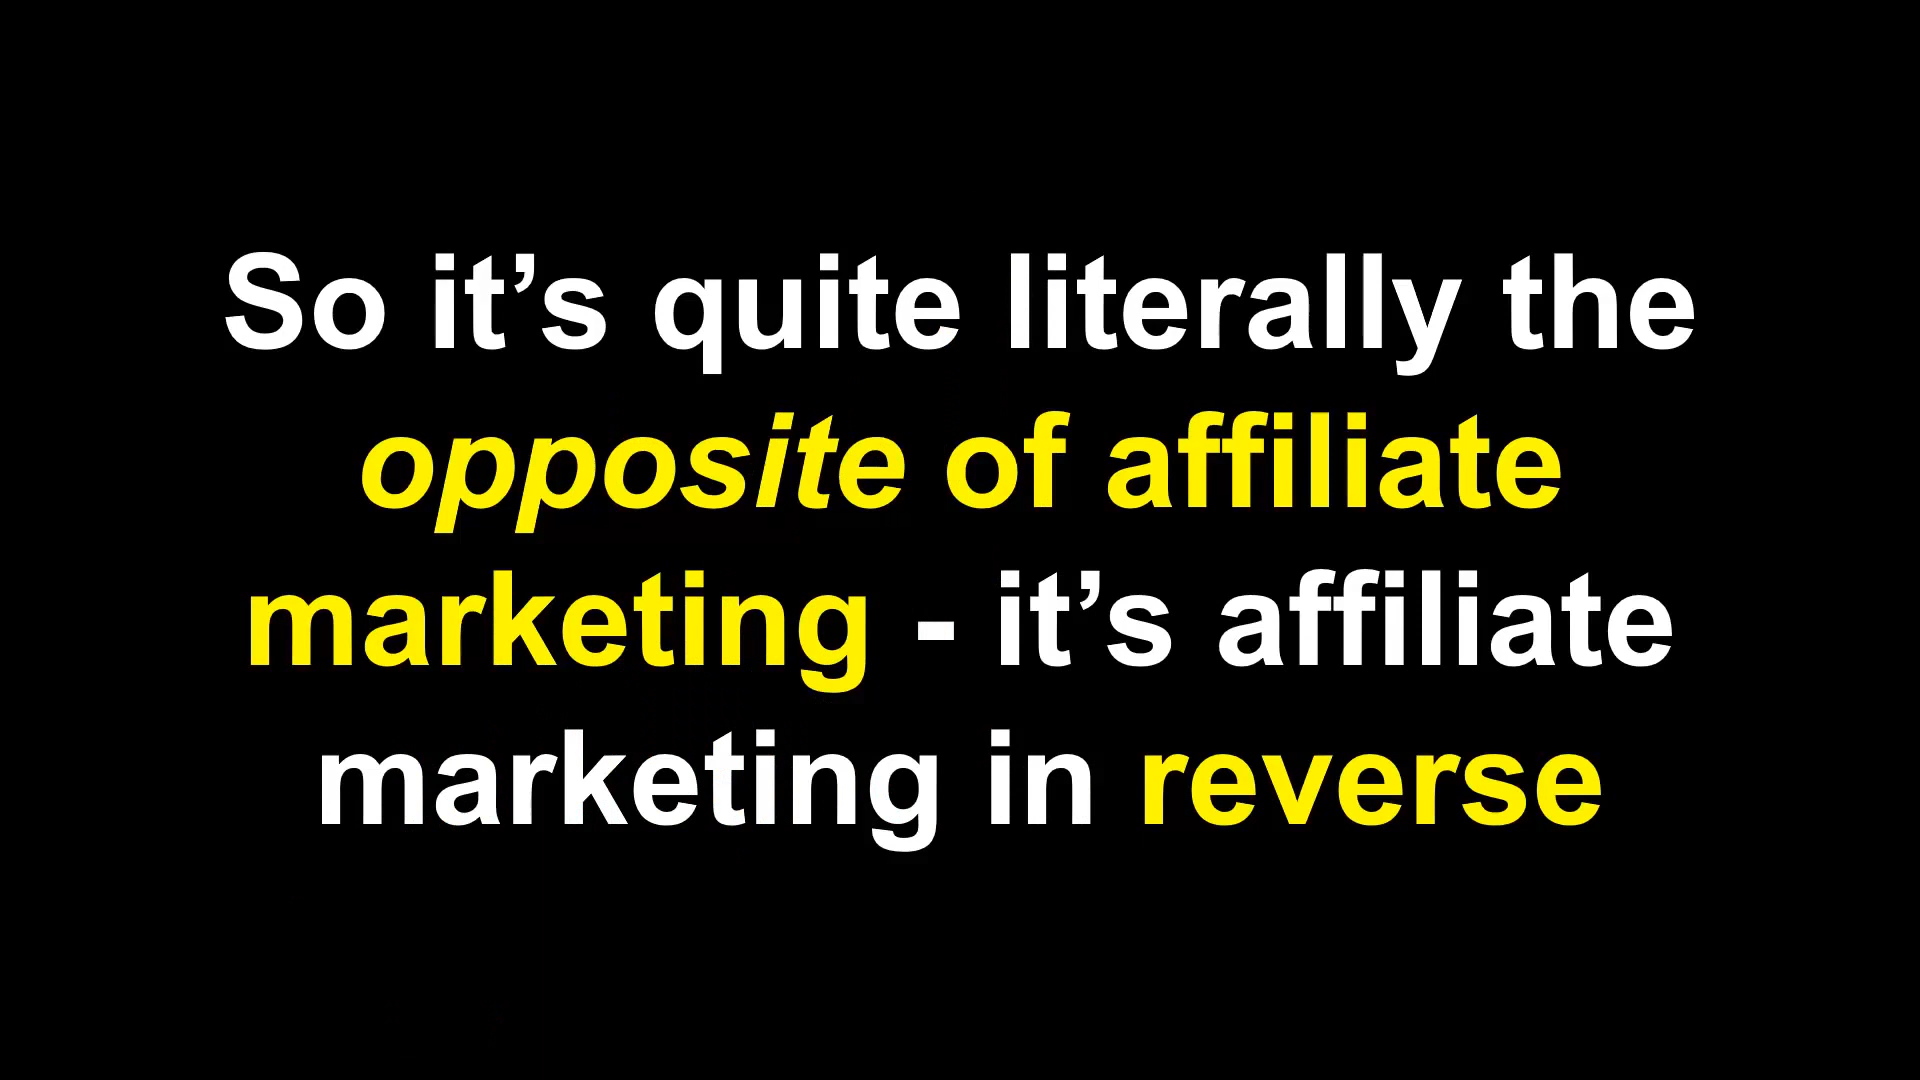 So it’s quite literally the
opposite of affiliate
marketing - it’s affiliate
marketing in reverse